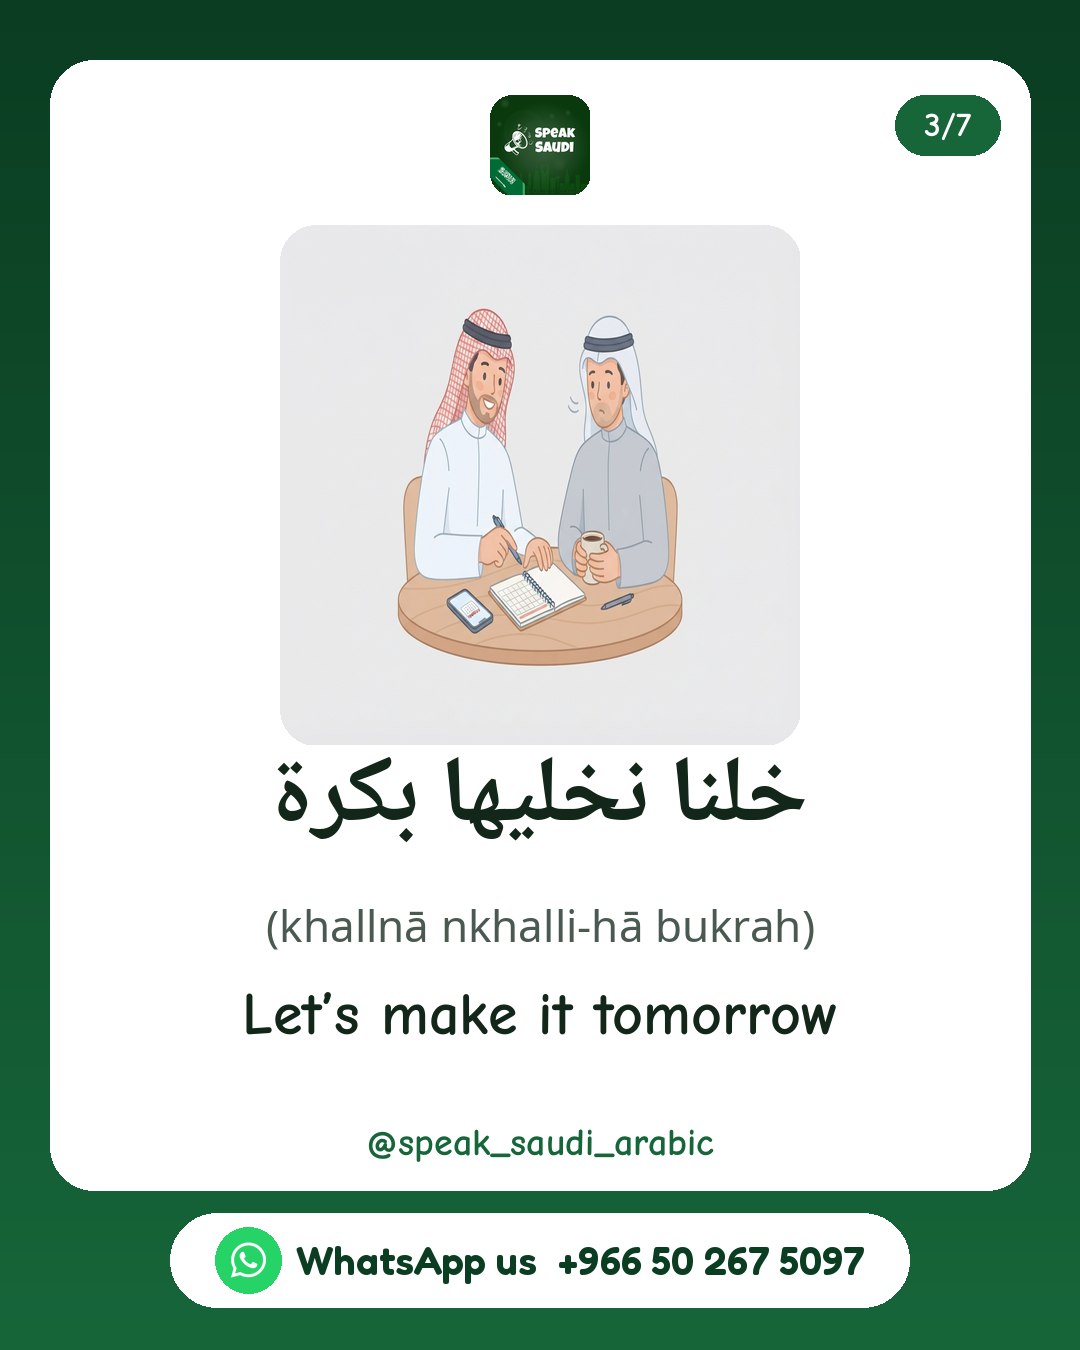 SPEAK
SAUDI
3/7
خلنا نخليها بكرة
(khallnā nkhalli-hā bukrah)
Let's make it tomorrow
@speak_saudi_arabic
WhatsApp us +966 50 267 5097